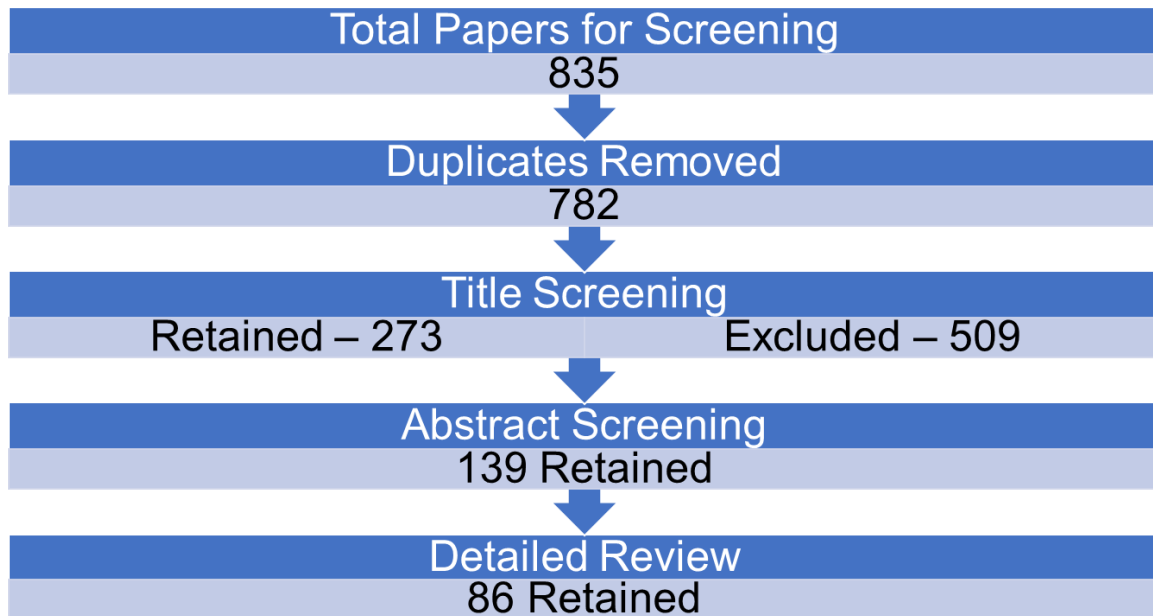 Total Papers for Screening
835
Duplicates Removed
782
Title Screening
Retained – 273
Excluded – 509
Abstract Screening
139 Retained
Detailed Review
86 Retained